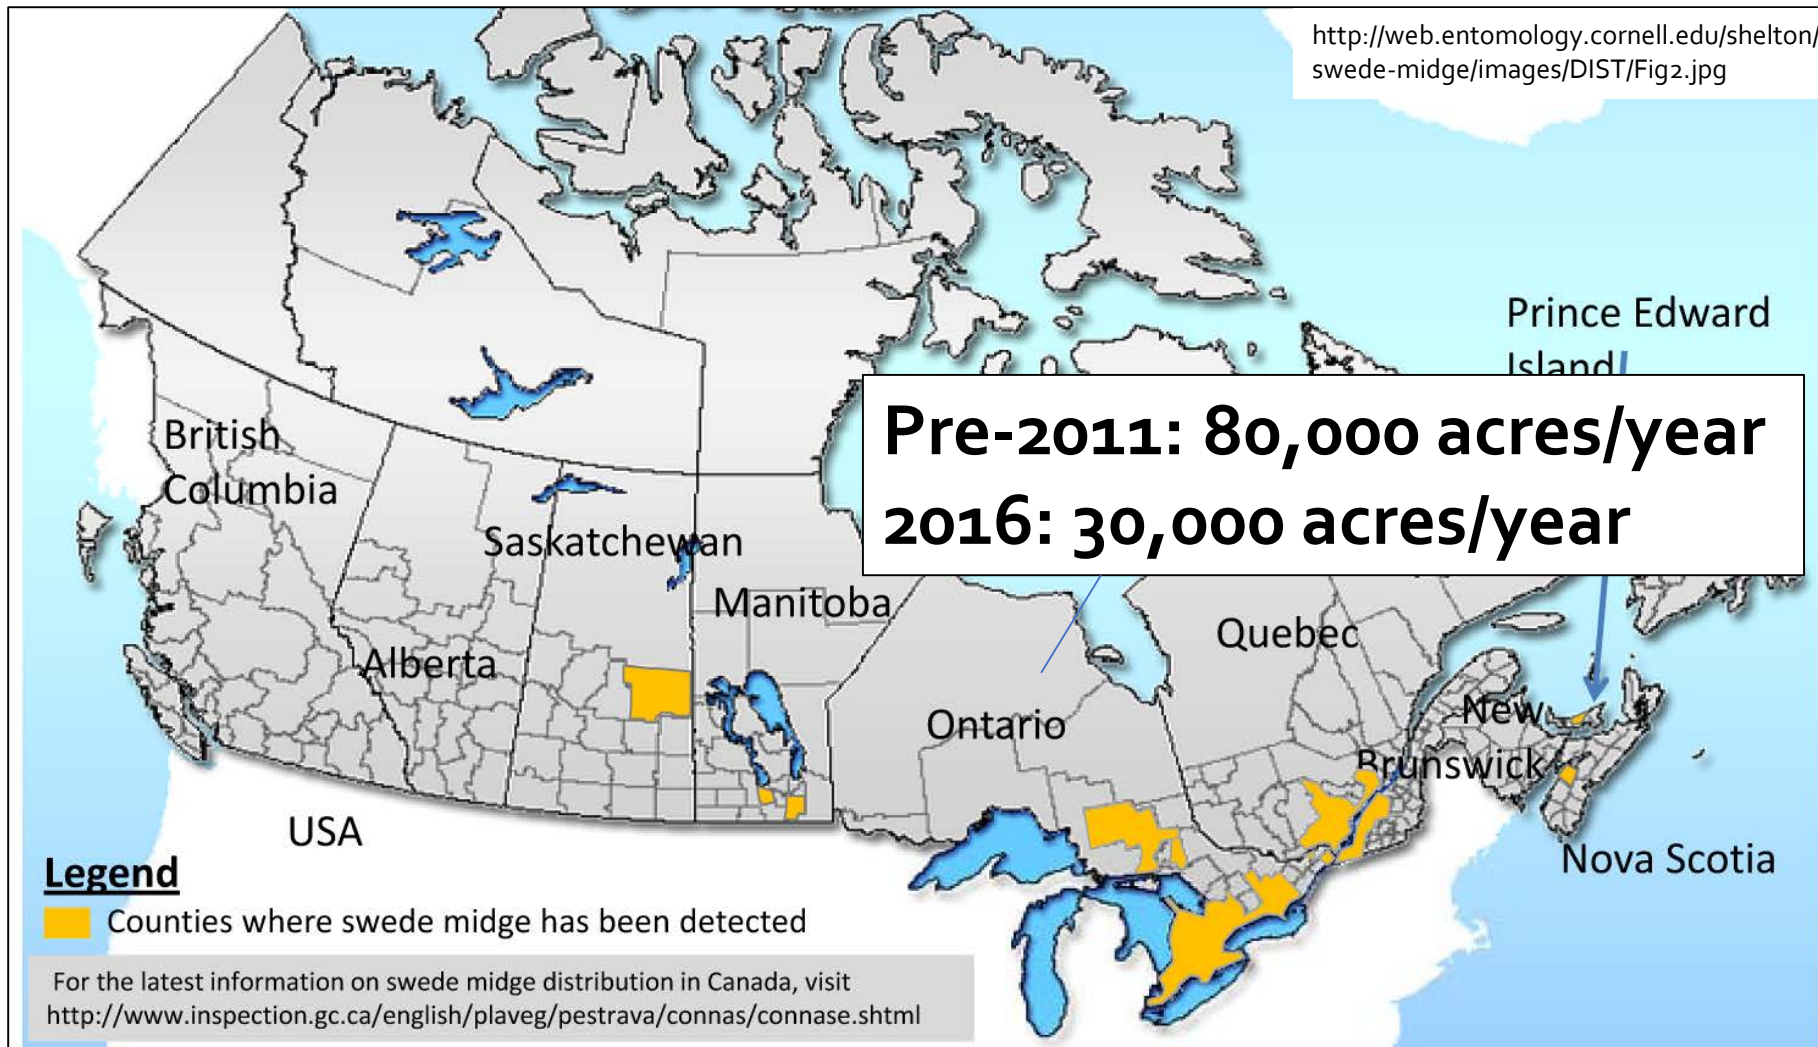 http://web.entomology.cornell.edu/shelton/
swede-midge/images/DIST/Fig2.jpg
Prince Edward
Island
Pre-2011: 80,000 acres/year
2016: 30,000 acres/year
British
Columbia
Saskatchewan
Manitoba
Alberta
Quebec
Ontario
New
Brunswick
Nova Scotia
USA
Legend
Counties where swede midge has been detected
For the latest information on swede midge distribution in Canada, visit
http://www.inspection.gc.ca/english/plaveg/pestrava/connas/connase.shtml